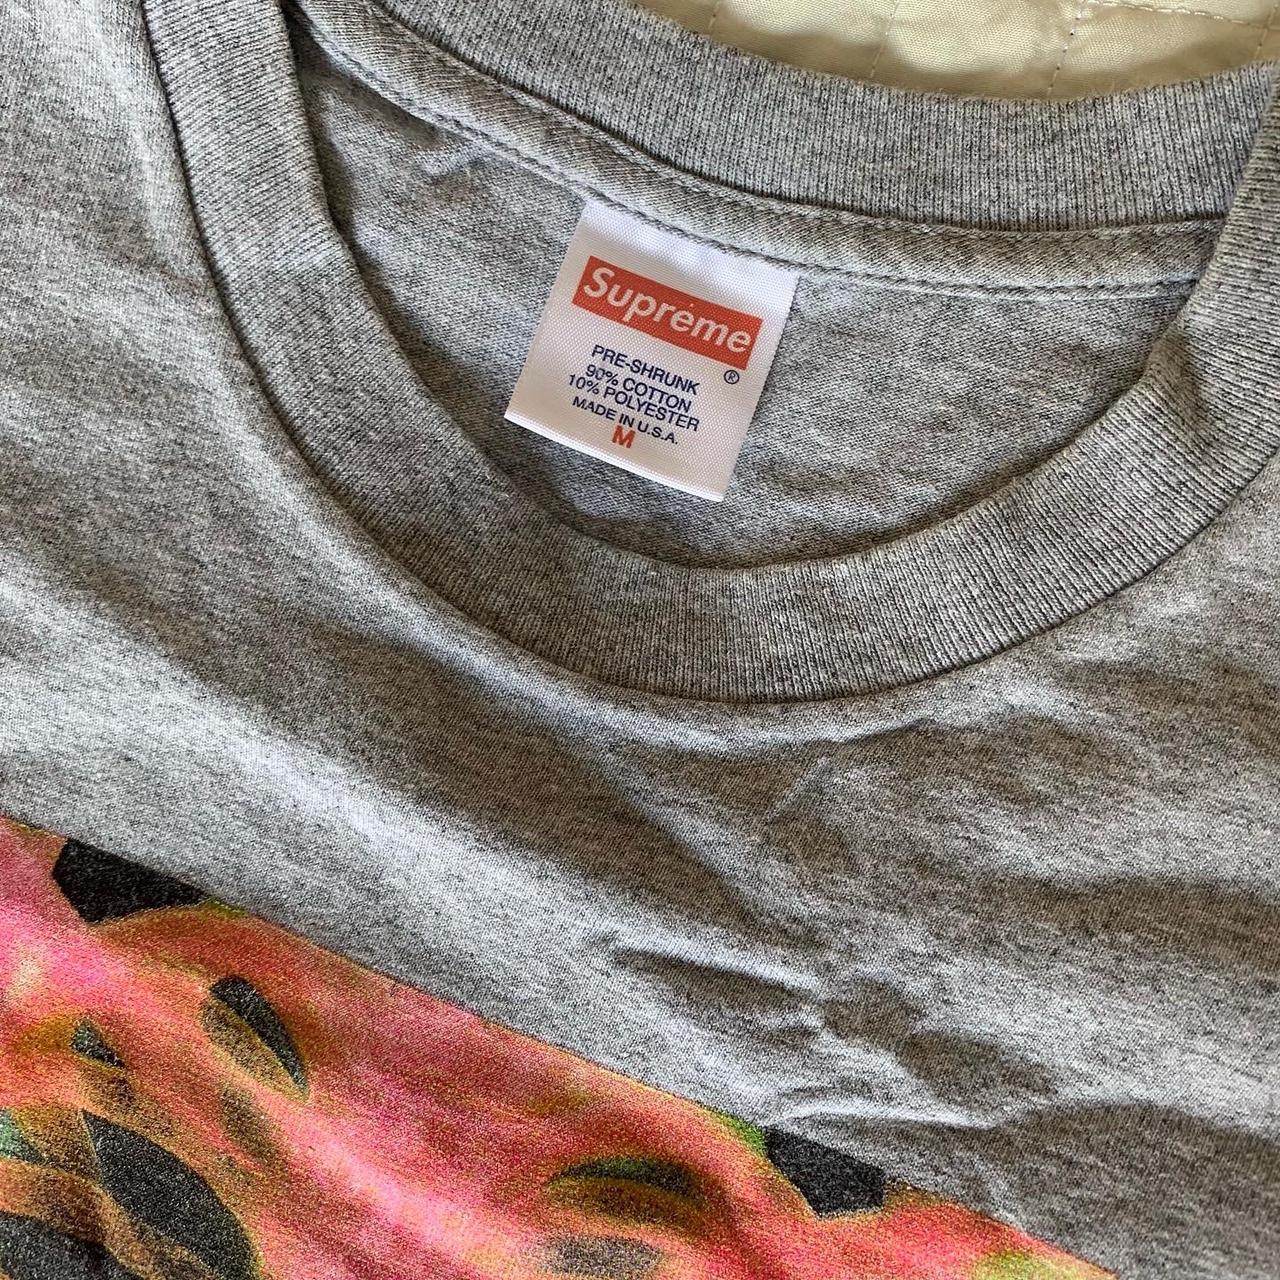 Supreme
®
PRE-SHRUNK
90% COTTON
10% POLYESTER
MADE IN U.S.A.
M